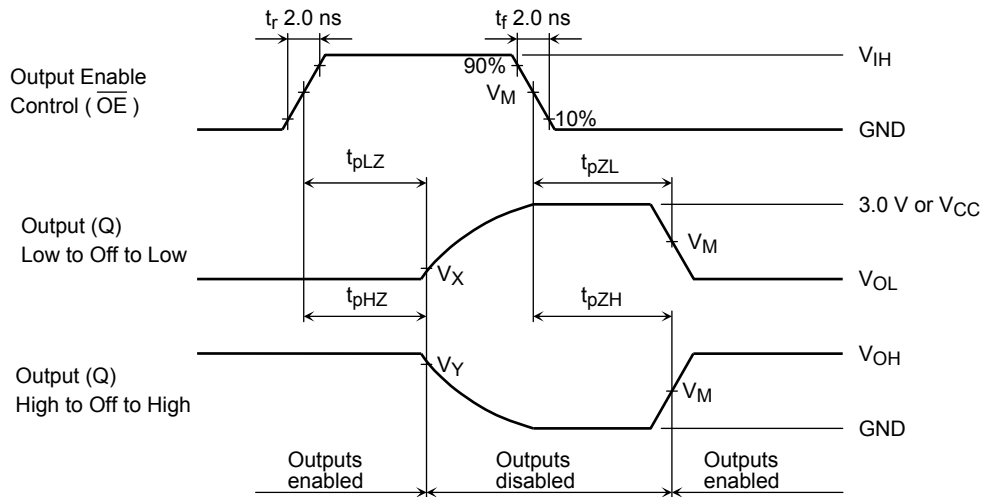 tr 2.0 ns
tf 2.0 ns
Output Enable
Control ( OE )
90%
VM
10%
VIH
GND
tpLZ
tpZL
Output (Q)
Low to Off to Low
VX
VM
3.0 V or VCC
VOL
tpHZ
tpZH
Output (Q)
High to Off to High
VY
VM
VOH
GND
Outputs
enabled
Outputs
disabled
Outputs
enabled